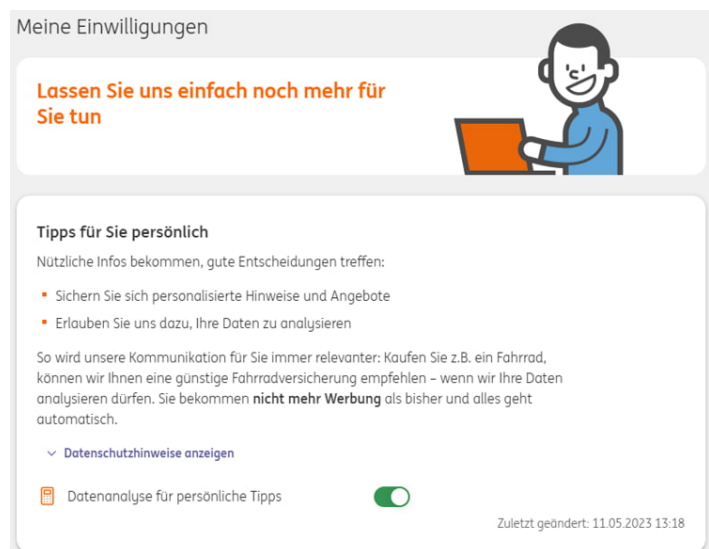 Meine Einwilligungen
Lassen Sie uns einfach noch mehr für
Sie tun
Tipps für Sie persönlich
Nützliche Infos bekommen, gute Entscheidungen treffen:
Sichern Sie sich personalisierte Hinweise und Angebote
Erlauben Sie uns dazu, Ihre Daten zu analysieren
So wird unsere Kommunikation für Sie immer relevanter: Kaufen Sie z.B. ein Fahrrad,
können wir Ihnen eine günstige Fahrradversicherung empfehlen – wenn wir Ihre Daten
analysieren dürfen. Sie bekommen nicht mehr Werbung als bisher und alles geht
automatisch.
Datenschutzhinweise anzeigen
Datenanalyse für persönliche Tipps
Zuletzt geändert: 11.05.2023 13:18